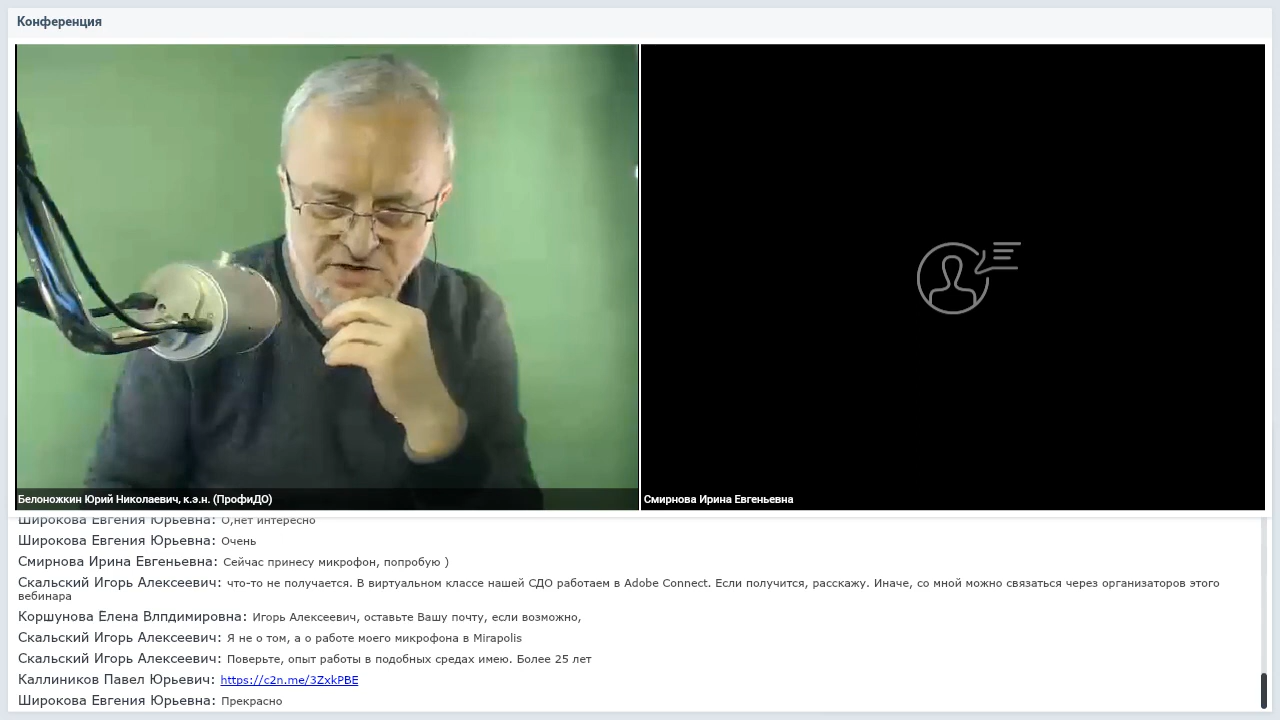 Конференция
Белоножкин Юрий Николаевич, к.э.н. (ПрофиДО)
Смирнова Ирина Евгеньевна
Широкова Евгения Юрьевна: О,нет интересно
Широкова Евгения Юрьевна: Очень
Смирнова Ирина Евгеньевна: Сейчас принесу микрофон, попробую )
Скальский Игорь Алексеевич: что-то не получается. В виртуальном классе нашей СДО работаем в Adobe Connect. Если получится, расскажу. Иначе, со мной можно связаться через организаторов этого
вебинара
Коршунова Елена Влпдимировна: Игорь Алексеевич, оставьте Вашу почту, если возможно,
Скальский Игорь Алексеевич: Я не о том, а о работе моего микрофона в Mirapolis
Скальский Игорь Алексеевич: Поверьте, опыт работы в подобных средах имею. Более 25 лет
Каллиников Павел Юрьевич: https://c2n.me/3ZxkPBE
Широкова Евгения Юрьевна: Прекрасно